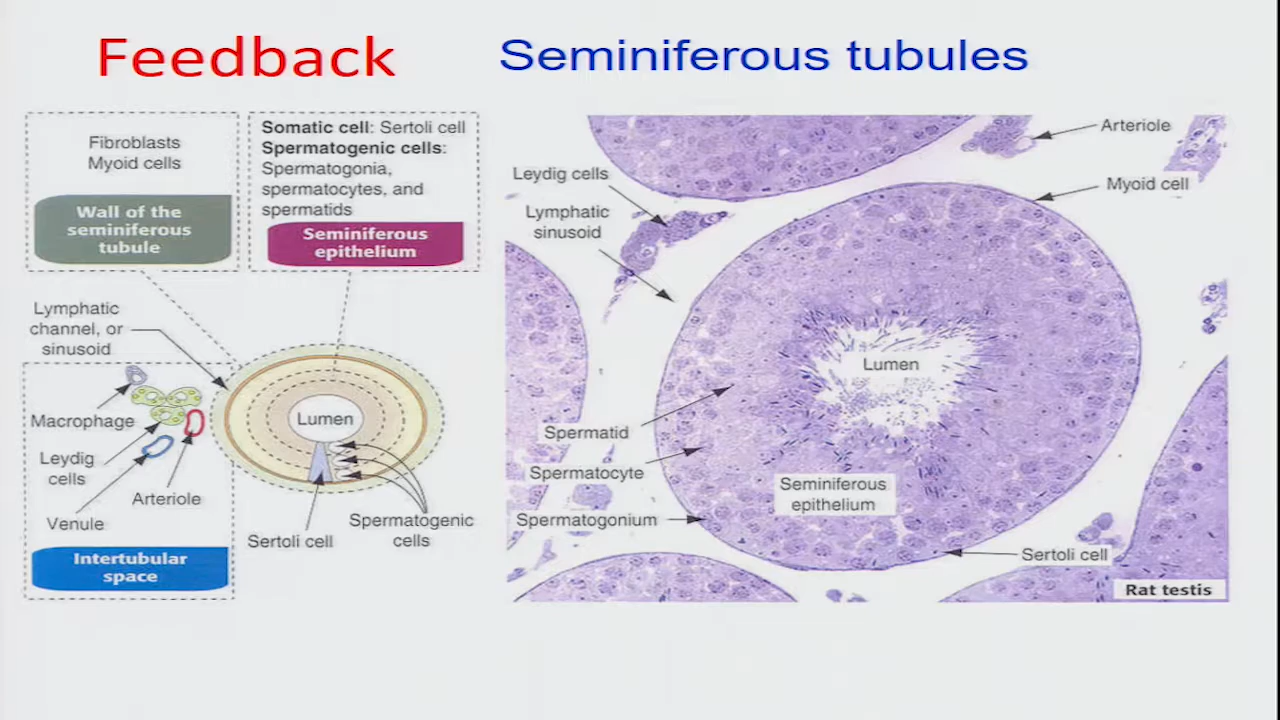 Feedback
Seminiferous tubules
Fibroblasts
Myoid cells
Wall of the
seminiferous
tubule
Somatic cell: Sertoli cell
Spermatogenic cells:
Spermatogonia,
spermatocytes, and
spermatids
Seminiferous
epithelium
Lymphatic
channel, or
sinusoid
Macrophage
Leydig
cells
Arteriole
Venule
Intertubular
space
Lumen
Sertoli cell
Spermatogenic
cells
Arteriole
Leydig cells
Myoid cell
Lymphatic
sinusoid
Lumen
Spermatid
Spermatocyte
Seminiferous
epithelium
Spermatogonium
Sertoli cell
Rat testis